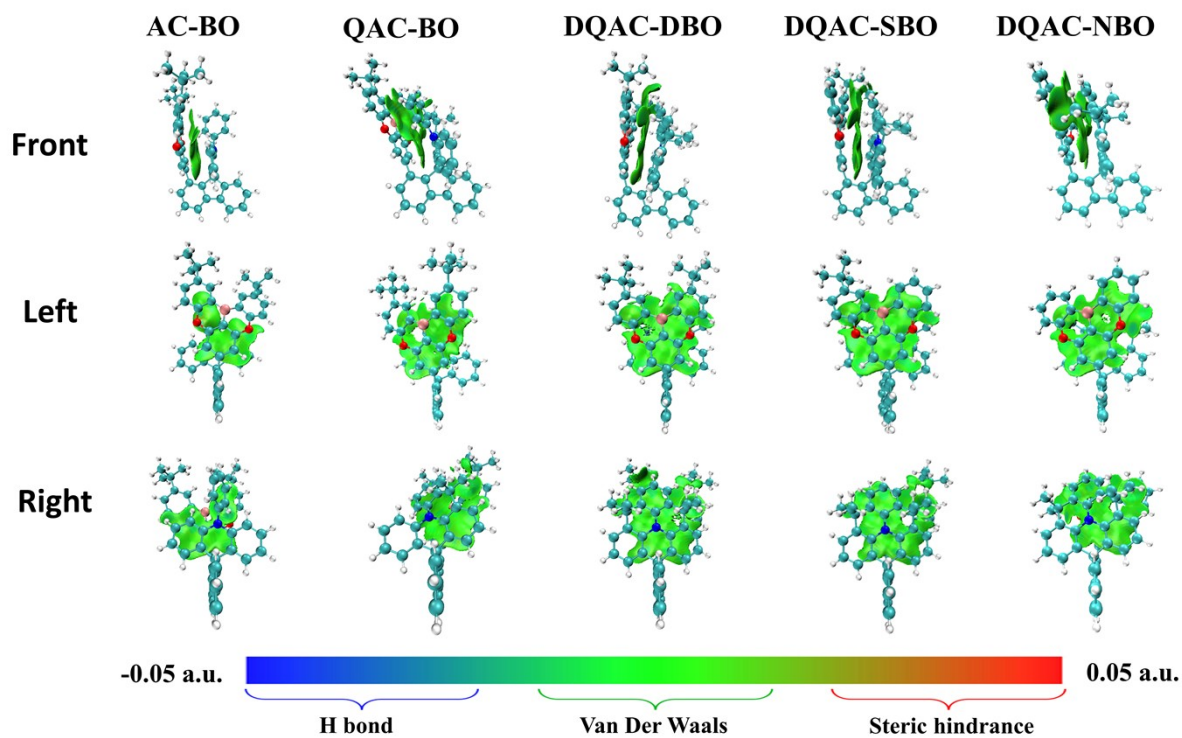 AC-BO QAC-BO DQAC-DBO DQAC-SBO DQAC-NBO
Front
Left
Right
-0.05 a.u. 0.05 a.u.
H bond Van Der Waals Steric hindrance